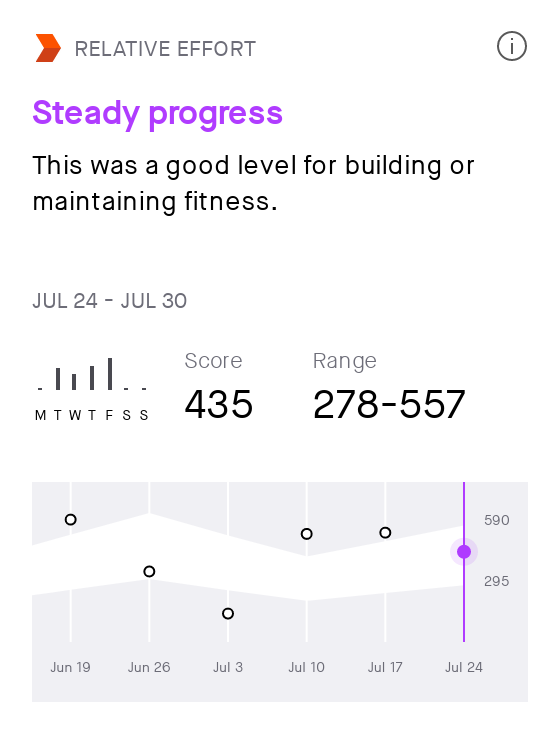 RELATIVE EFFORT
Steady progress
This was a good level for building or
maintaining fitness.
JUL 24 - JUL 30
Score Range
435 278-557
M T W T F S S
590
295
Jun 19 Jun 26 Jul 3 Jul 10 Jul 17 Jul 24